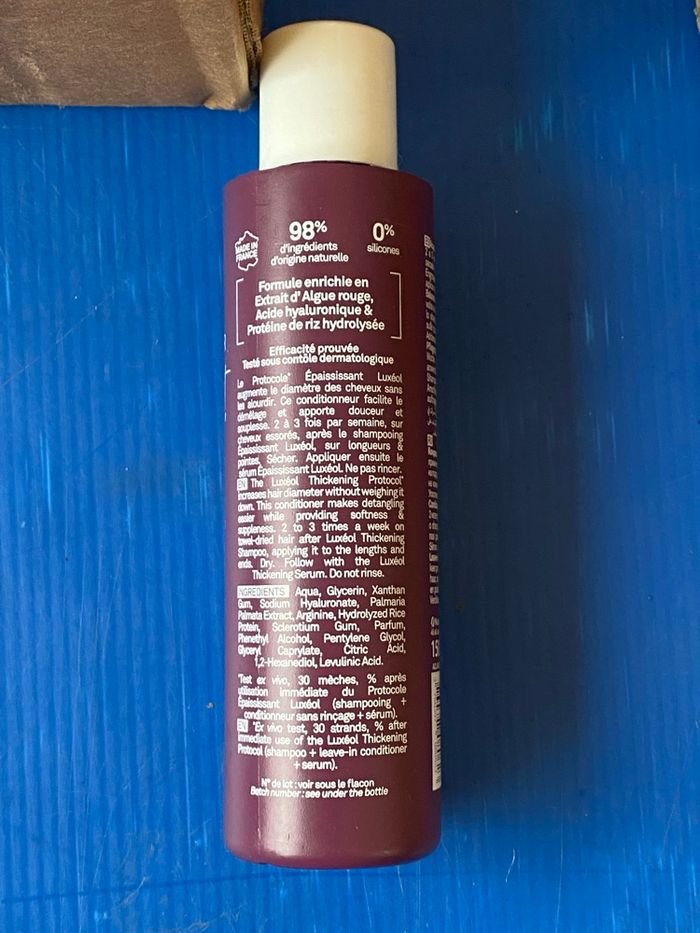 MADE IN
FRANCE
98%
d'ingrédients
d'origine naturelle
0%
silicones
Formule enrichie en
Extrait d'Algue rouge,
Acide hyaluronique &
Protéine de riz hydrolysée
Efficacité prouvée
Testé sous contôle dermatologique
Le Protocole* Épaississant Luxéol
augmente le diamètre des cheveux sans
les alourdir. Ce conditionneur facilite le
démêlage et apporte douceur et
souplesse. 2 à 3 fois par semaine, sur
cheveux essorés, après le shampooing
Épaississant Luxéol, sur longueurs &
pointes. Sécher. Appliquer ensuite le
sérum Épaississant Luxéol. Ne pas rincer.
EN The Luxéol Thickening Protocol*
increases hair diameter without weighing it
down. This conditioner makes detangling
easier while providing softness &
suppleness. 2 to 3 times a week on
towel-dried hair after Luxéol Thickening
Shampoo, applying it to the lengths and
ends. Dry. Follow with the Luxéol
Thickening Serum. Do not rinse.
INGREDIENTS Aqua, Glycerin, Xanthan
Gum, Sodium Hyaluronate, Palmaria
Palmata Extract, Arginine, Hydrolyzed Rice
Protein, Sclerotium Gum, Parfum,
Phenethyl Alcohol, Pentylene Glycol,
Glyceryl Caprylate, Citric Acid,
1,2-Hexanediol, Levulinic Acid.
*Test ex vivo, 30 mèches, % après
utilisation immédiate du Protocole
Épaississant Luxéol (shampooing +
conditionneur sans rinçage + sérum).
EN *Ex vivo test, 30 strands, % after
immediate use of the Luxéol Thickening
Protocol (shampoo + leave-in conditioner
+ serum).
N° de lot : voir sous le flacon
Batch number : see under the bottle